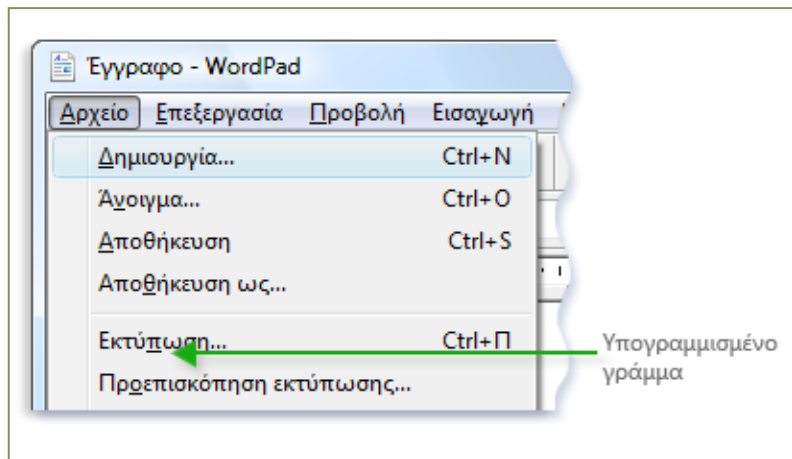 Έγγραφο - WordPad
Αρχείο Επεξεργασία Προβολή Εισαγωγή
Δημιουργία... Ctrl+N
Άνοιγμα... Ctrl+O
Αποθήκευση Ctrl+S
Αποθήκευση ως...
Εκτύπωση... Ctrl+Π
Προεπισκόπηση εκτύπωσης...
Υπογραμμισμένο
γράμμα